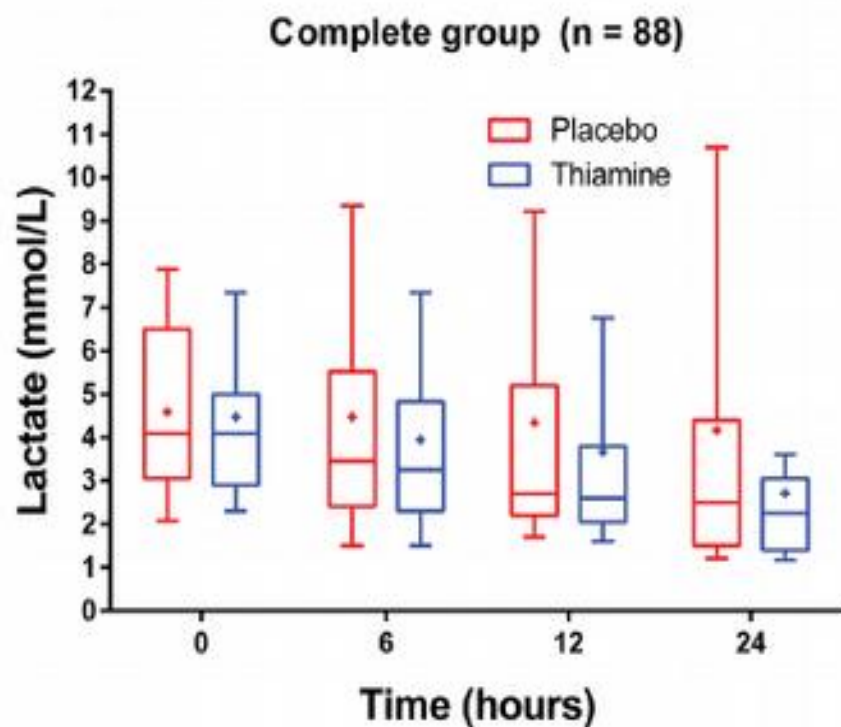 Complete group (n = 88)
12
11
10
9
8
7
6
5
4
3
2
1
0
Lactate (mmol/L)
Placebo
Thiamine
0 6 12 24
Time (hours)